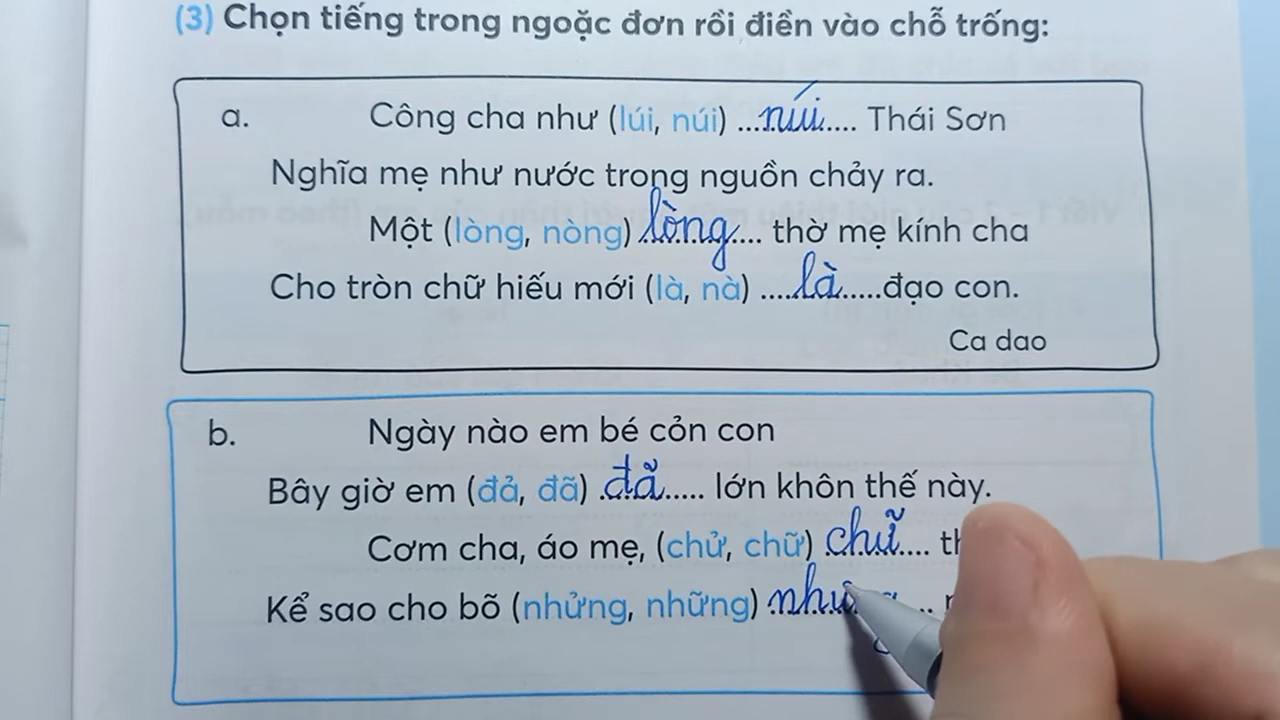 (3) Chọn tiếng trong ngoặc đơn rồi điền vào chỗ trống:
a. Công cha như (lúi, núi) ...núi.... Thái Sơn
Nghĩa mẹ như nước trong nguồn chảy ra.
Một (lòng, nòng) lòng.... thờ mẹ kính cha
Cho tròn chữ hiếu mới (là, nà) .....là.....đạo con.
Ca dao
b. Ngày nào em bé cỏn con
Bây giờ em (đả, đã) .đã..... lớn khôn thế này.
Cơm cha, áo mẹ, (chử, chữ) chữ....
Kể sao cho bõ (nhửng, những)